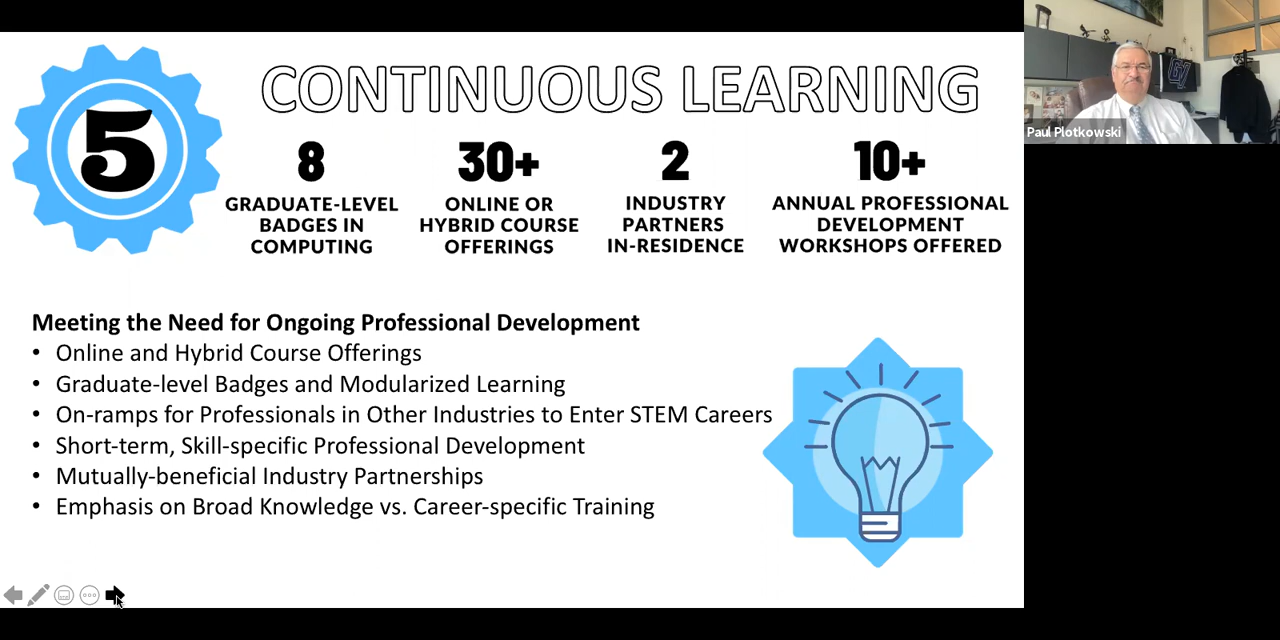 5
CONTINUOUS LEARNING
8
GRADUATE-LEVEL
BADGES IN
COMPUTING
30+
ONLINE OR
HYBRID COURSE
OFFERINGS
2
INDUSTRY
PARTNERS
IN-RESIDENCE
10+
ANNUAL PROFESSIONAL
DEVELOPMENT
WORKSHOPS OFFERED
Meeting the Need for Ongoing Professional Development
• Online and Hybrid Course Offerings
• Graduate-level Badges and Modularized Learning
• On-ramps for Professionals in Other Industries to Enter STEM Careers
• Short-term, Skill-specific Professional Development
• Mutually-beneficial Industry Partnerships
• Emphasis on Broad Knowledge vs. Career-specific Training
GV
Paul Plotkowski